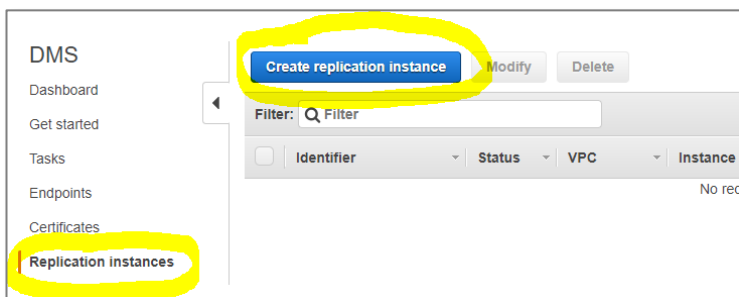 DMS
Dashboard
Get started
Tasks
Endpoints
Certificates
Replication instances
Create replication instance Modify Delete
Filter: Filter
Identifier Status VPC Instance
No rec